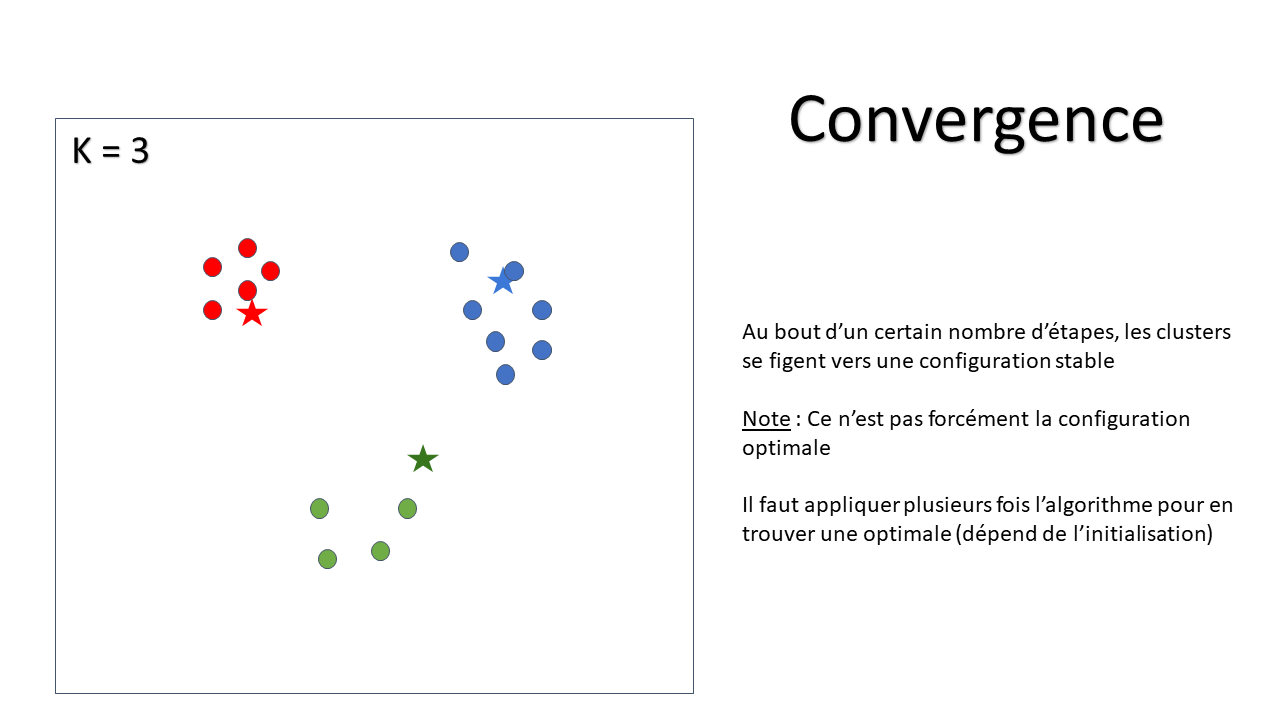 Convergence
K = 3
Au bout d’un certain nombre d’étapes, les clusters
se figent vers une configuration stable
Note : Ce n’est pas forcément la configuration
optimale
Il faut appliquer plusieurs fois l’algorithme pour en
trouver une optimale (dépend de l’initialisation)